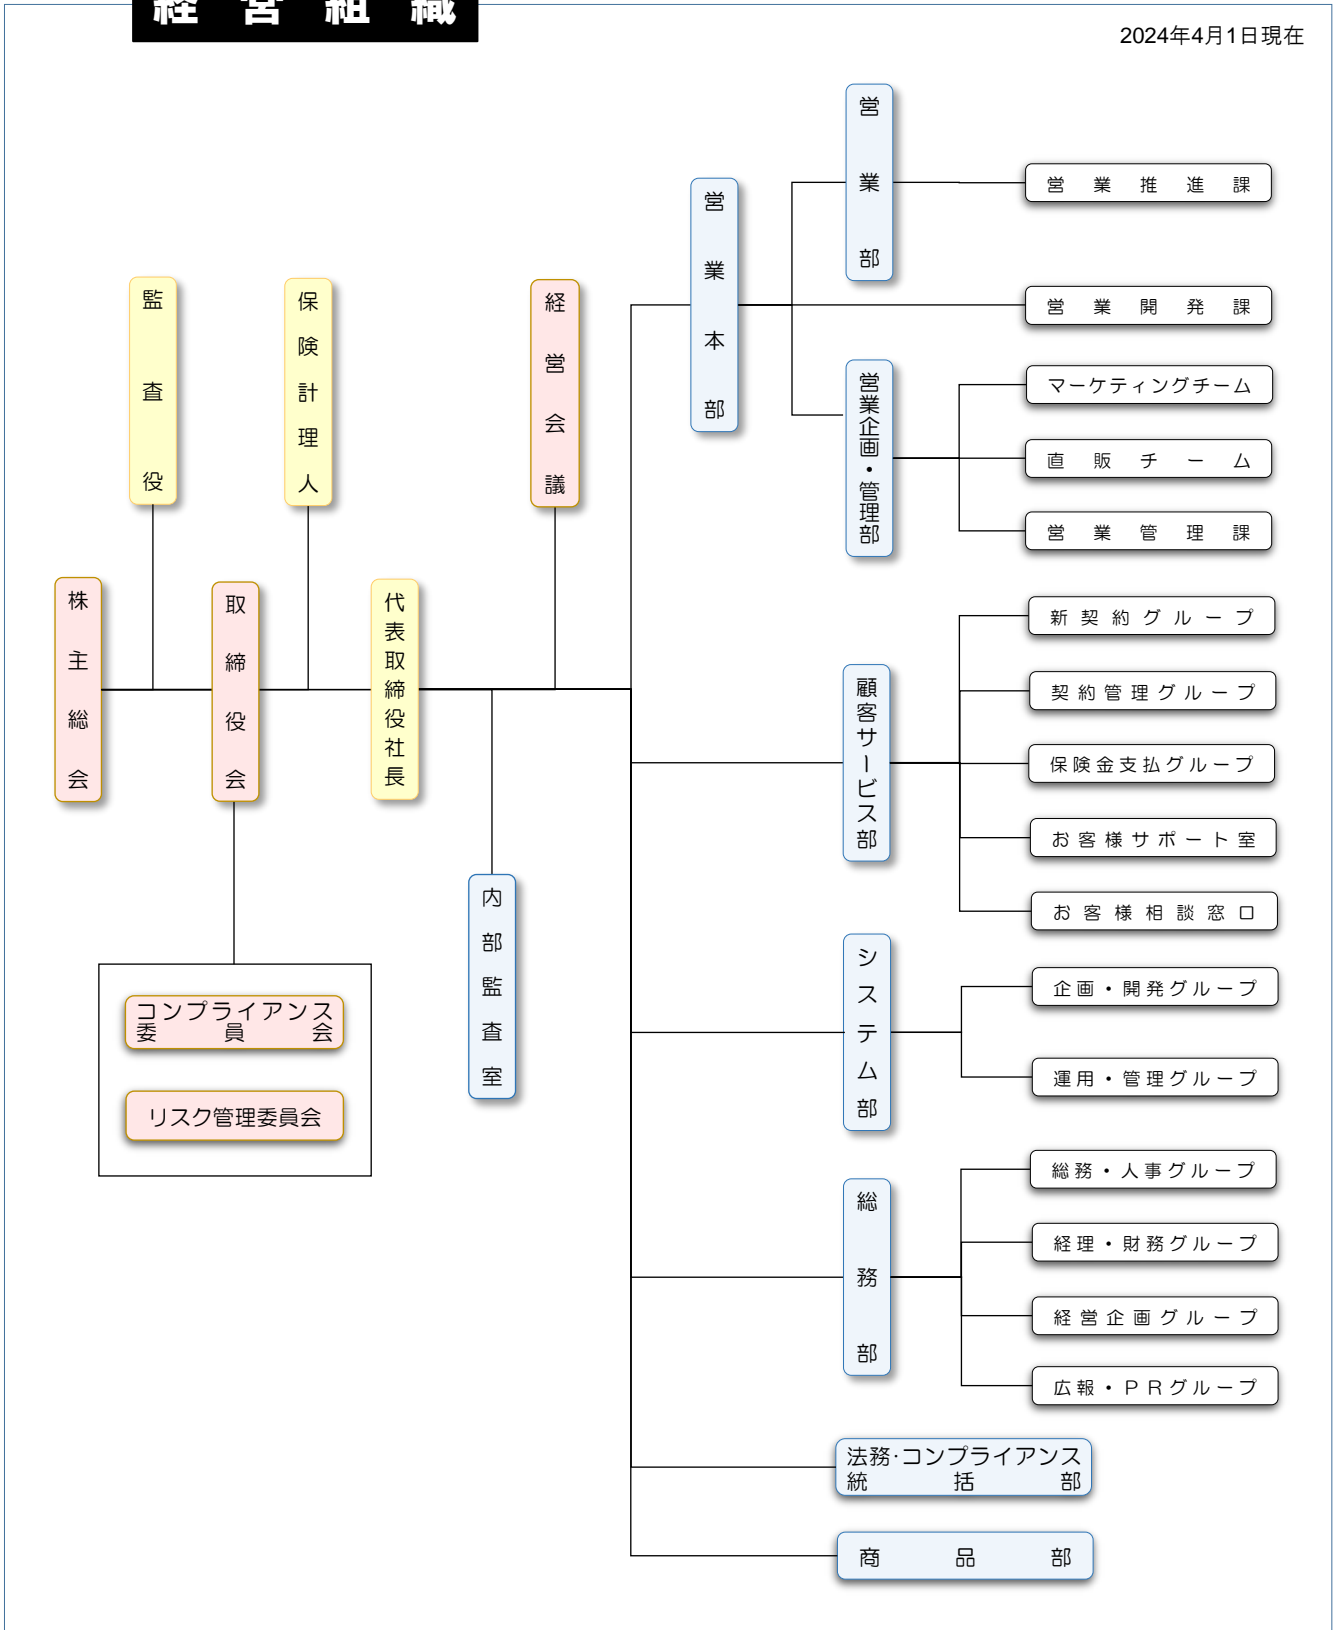 経営組織
2024年4月1日現在
営業部
営業推進課
営業本部
営業開発課
監査役
保険計理人
経営会議
営業企画・管理部
マーケティングチーム
直販チーム
営業管理課
株主総会
取締役会
代表取締役社長
顧客サービス部
新契約グループ
契約管理グループ
保険金支払グループ
お客様サポート室
お客様相談窓口
内部監査室
コンプライアンス
委員会
リスク管理委員会
システム部
企画・開発グループ
運用・管理グループ
総務部
総務・人事グループ
経理・財務グループ
経営企画グループ
広報・PRグループ
法務・コンプライアンス
統括部
商品部